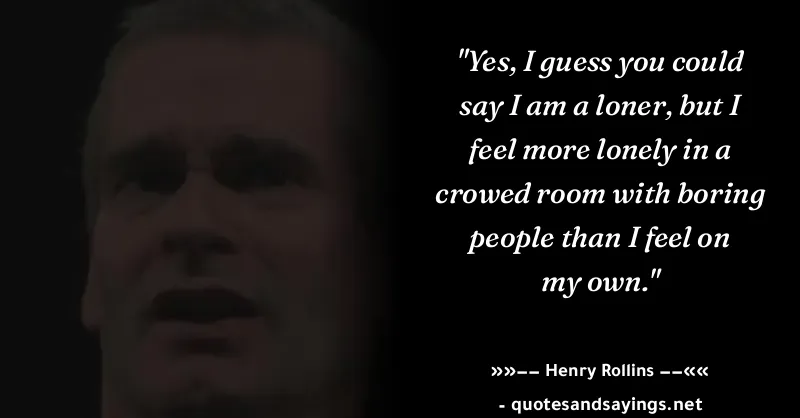 "Yes, I guess you could
say I am a loner, but I
feel more lonely in a
crowed room with boring
people than I feel on
my own."
»»—— Henry Rollins ——««
- quotesandsayings.net